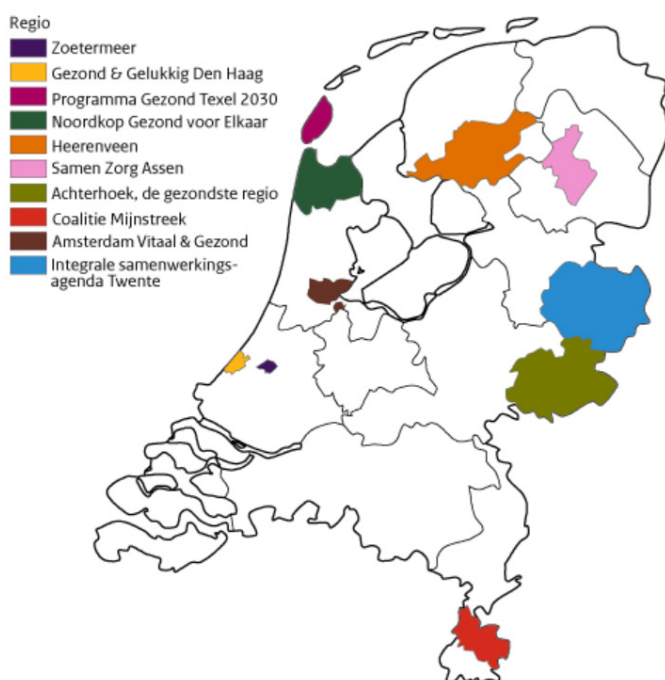 Regio
Zoetermeer
Gezond & Gelukkig Den Haag
Programma Gezond Texel 2030
Noordkop Gezond voor Elkaar
Heerenveen
Samen Zorg Assen
Achterhoek, de gezondste regio
Coalitie Mijnstreek
Amsterdam Vitaal & Gezond
Integrale samenwerkings-
agenda Twente